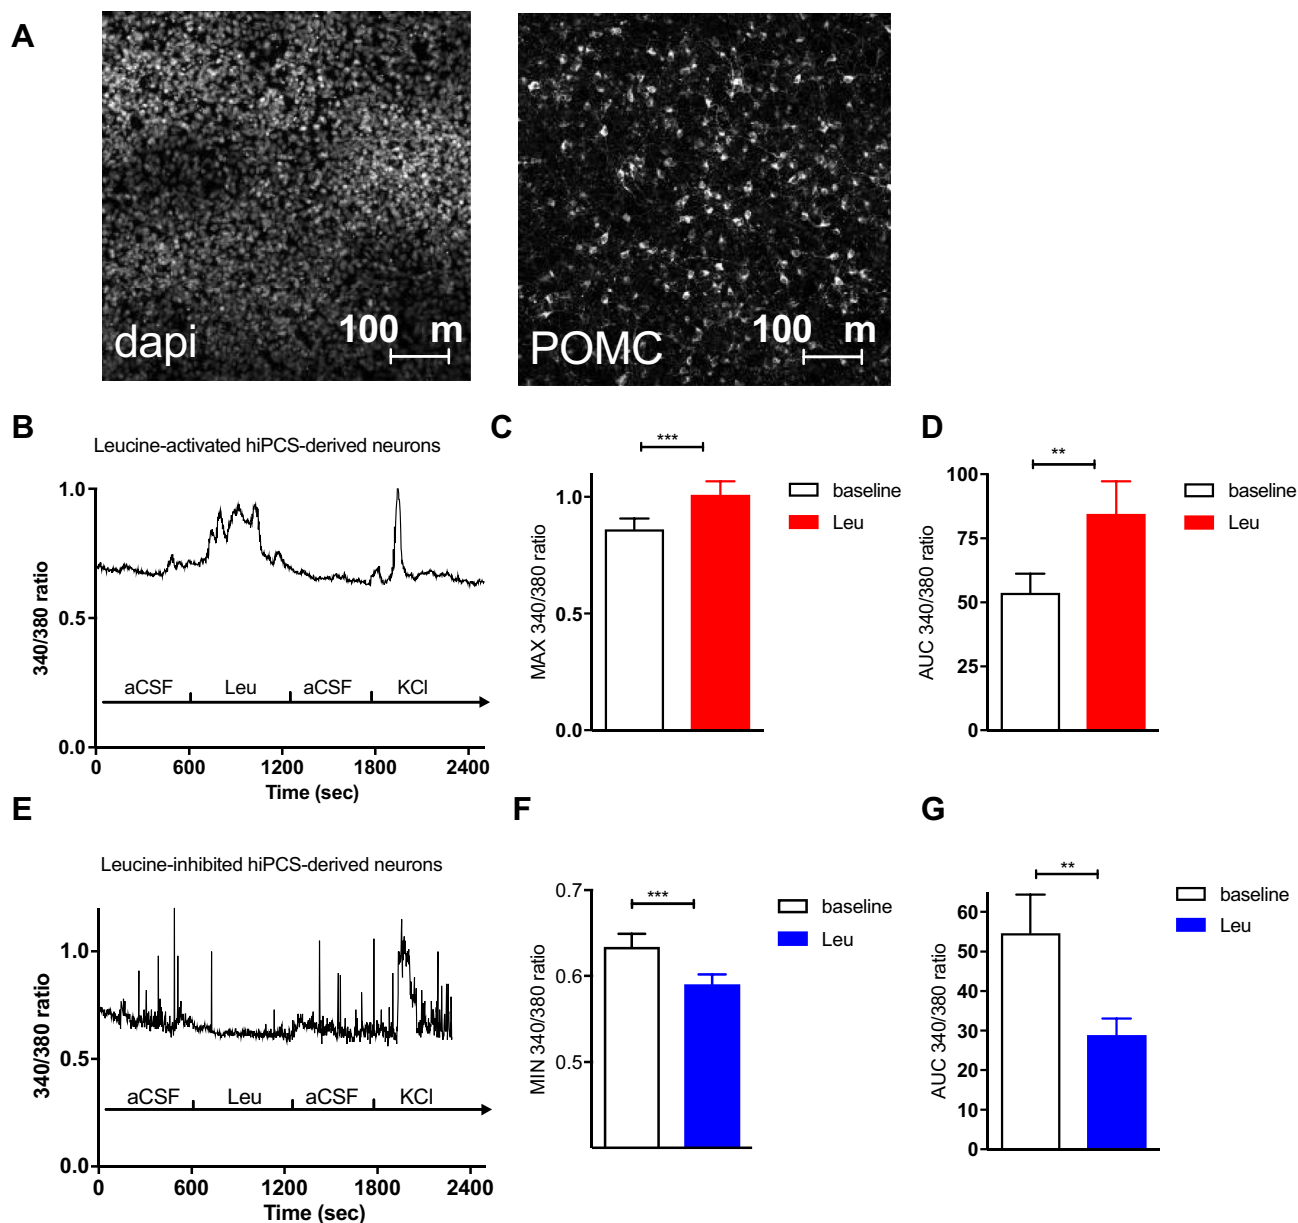 A
dapi
100 m
POMC
100 m
B
Leucine-activated hiPCS-derived neurons
340/380 ratio
1.0
0.5
0.0
aCSF Leu aCSF KCl
0 600 1200 1800 2400
Time (sec)
C
***
MAX 340/380 ratio
1.0
0.5
0.0
baseline
Leu
D
**
AUC 340/380 ratio
100
75
50
25
0
baseline
Leu
E
Leucine-inhibited hiPCS-derived neurons
340/380 ratio
1.0
0.5
0.0
aCSF Leu aCSF KCl
0 600 1200 1800 2400
Time (sec)
F
***
MIN 340/380 ratio
0.7
0.6
0.5
baseline
Leu
G
**
AUC 340/380 ratio
60
50
40
30
20
10
0
baseline
Leu